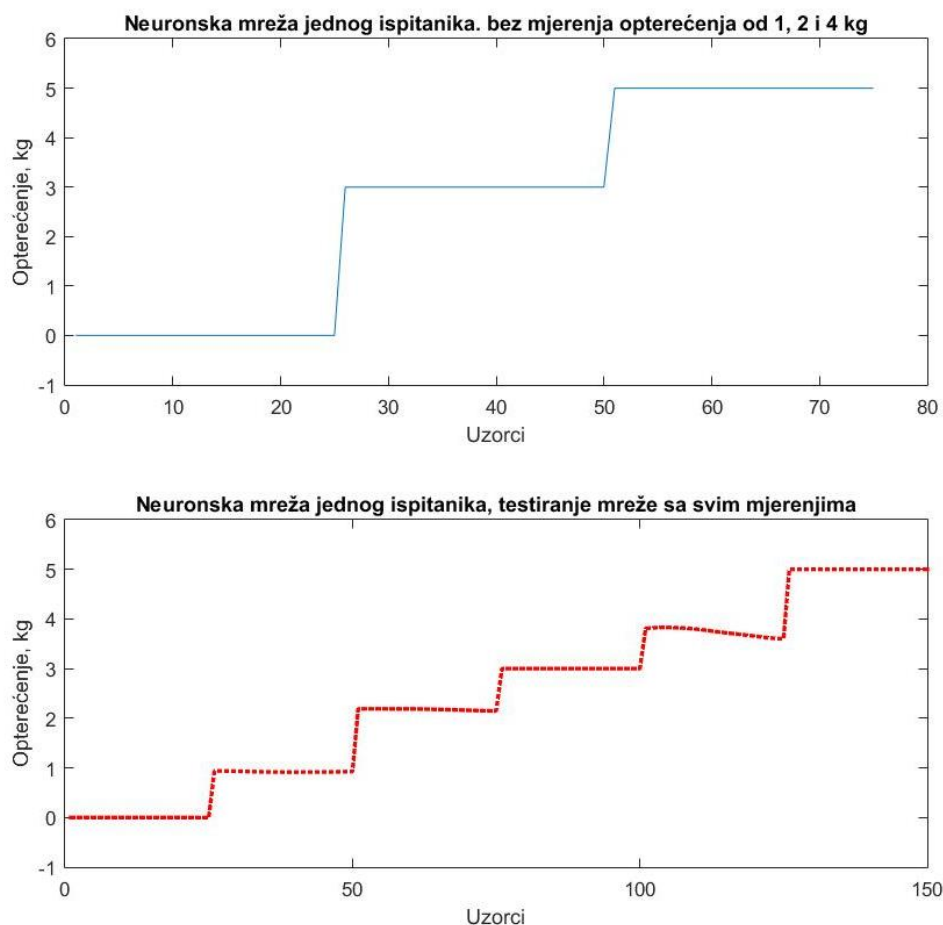 Neuronska mreža jednog ispitanika. bez mjerenja opterećenja od 1, 2 i 4 kg
6
5
4
3
2
1
0
-1
Opterećenje, kg
0 10 20 30 40 50 60 70 80
Uzorci
Neuronska mreža jednog ispitanika, testiranje mreže sa svim mjerenjima
6
5
4
3
2
1
0
-1
Opterećenje, kg
0 50 100 150
Uzorci